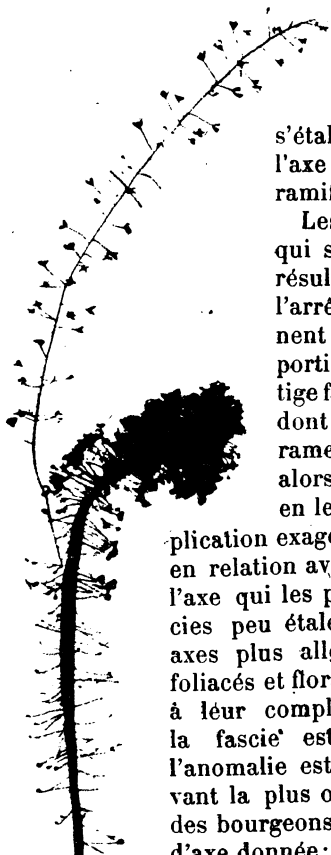 s'étal
l'axe
ramif
Les
qui s
résul
l'arrê
nent
porti
tige f
dont
rame
alors
en le
plication exagé
en relation av
l'axe qui les p
cies peu étalé
axes plus allo
foliacés et flor
à leur compl
la fascie est
l'anomalie est
vant la plus o
des bourgeons
d'axe donnée;